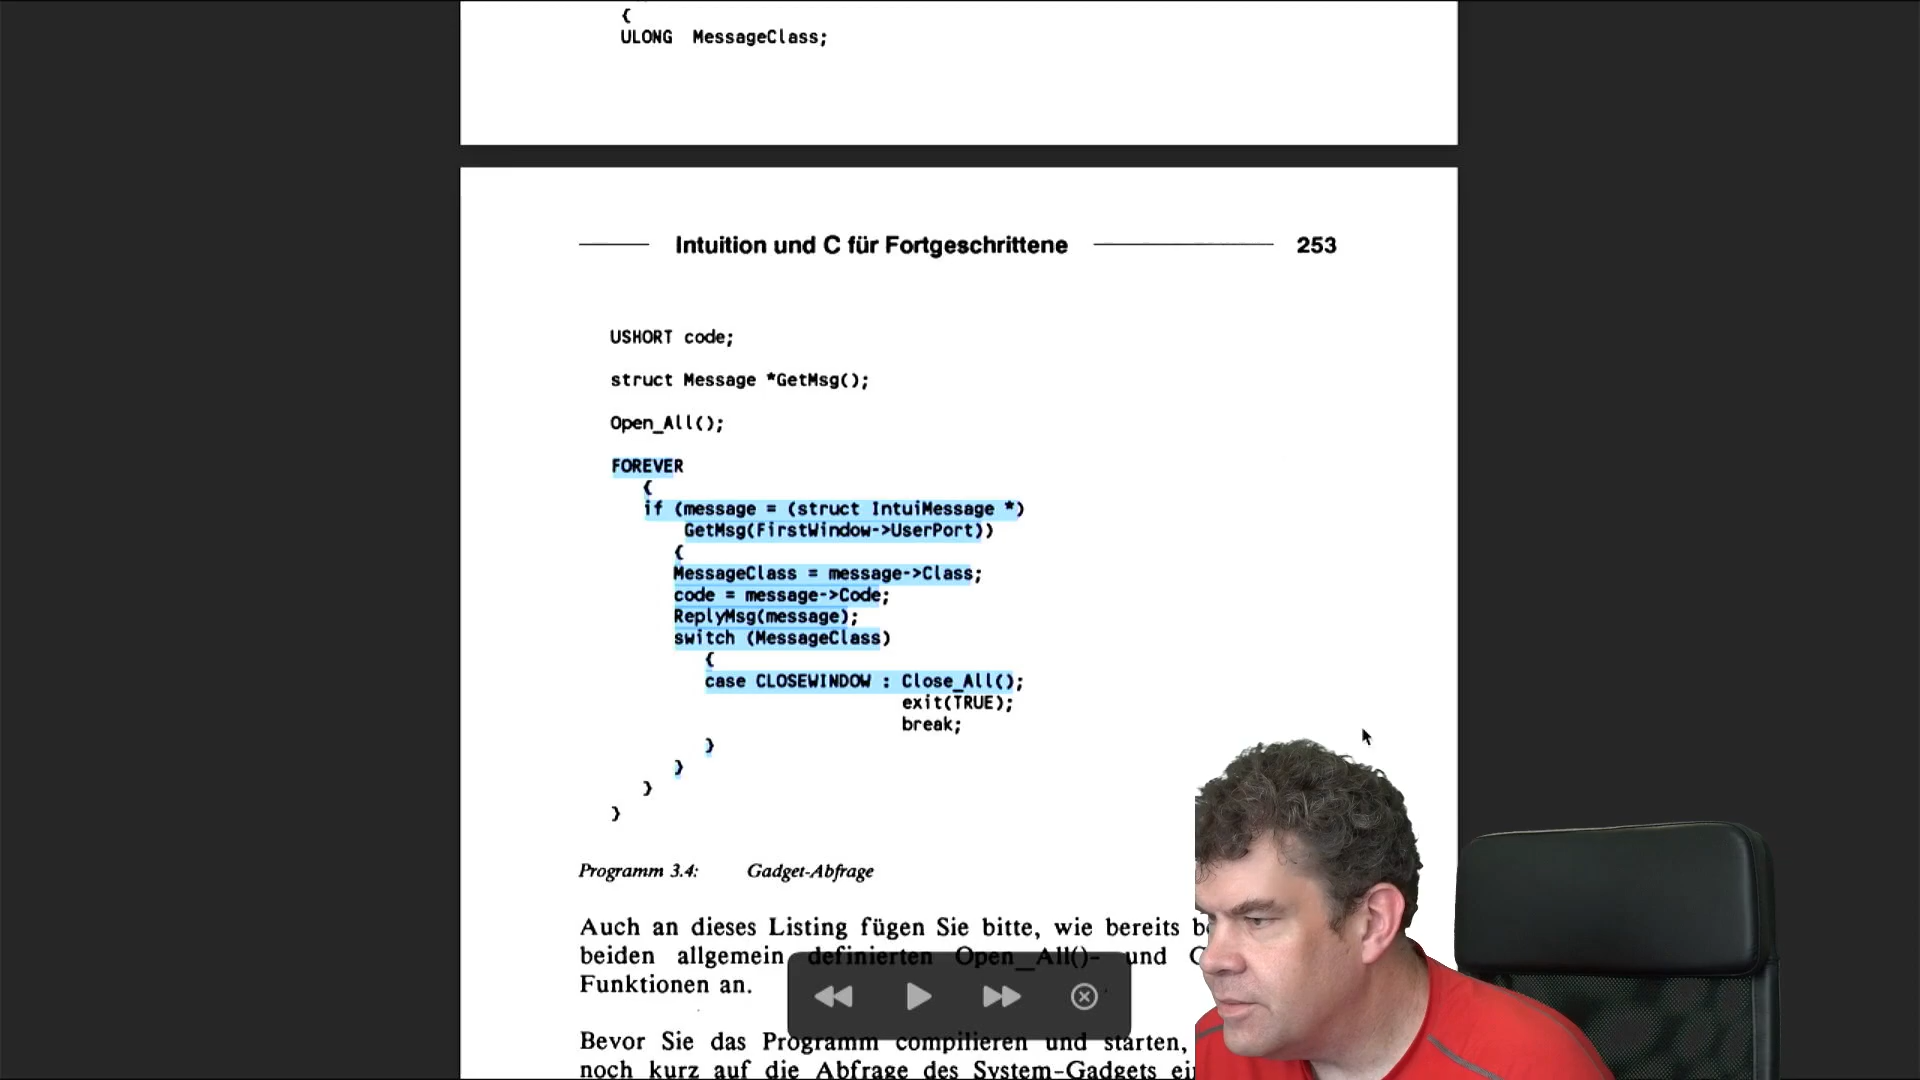 {
ULONG MessageClass;
Intuition und C für Fortgeschrittene 253
USHORT code;
struct Message *GetMsg();
Open_All();
FOREVER
{
if (message = (struct IntuiMessage *)
GetMsg(FirstWindow->UserPort))
{
MessageClass = message->Class;
code = message->Code;
ReplyMsg(message);
switch (MessageClass)
{
case CLOSEWINDOW : Close_All();
exit(TRUE);
break;
}
}
}
}
Programm 3.4: Gadget-Abfrage
Auch an dieses Listing fügen Sie bitte, wie bereits
beiden allgemein definierten Open_All()- und
Funktionen an.
Bevor Sie das Programm compilieren und starten,
noch kurz auf die Abfrage des System-Gadgets